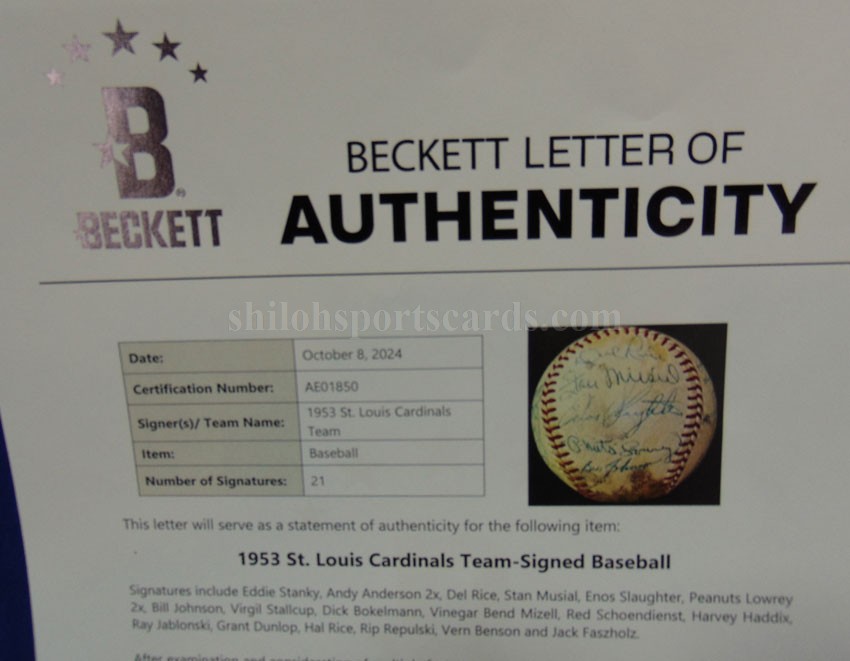 BECKETT
BECKETT LETTER OF
AUTHENTICITY
shilohsportscards.com
Date: October 8, 2024
Certification Number: AE01850
Signer(s)/ Team Name: 1953 St. Louis Cardinals
Team
Item: Baseball
Number of Signatures: 21
Stan Musial
This letter will serve as a statement of authenticity for the following item:
1953 St. Louis Cardinals Team-Signed Baseball
Signatures include Eddie Stanky, Andy Anderson 2x, Del Rice, Stan Musial, Enos Slaughter, Peanuts Lowrey
2x, Bill Johnson, Virgil Stallcup, Dick Bokelmann, Vinegar Bend Mizell, Red Schoendienst, Harvey Haddix,
Ray Jablonski, Grant Dunlop, Hal Rice, Rip Repulski, Vern Benson and Jack Faszholz.